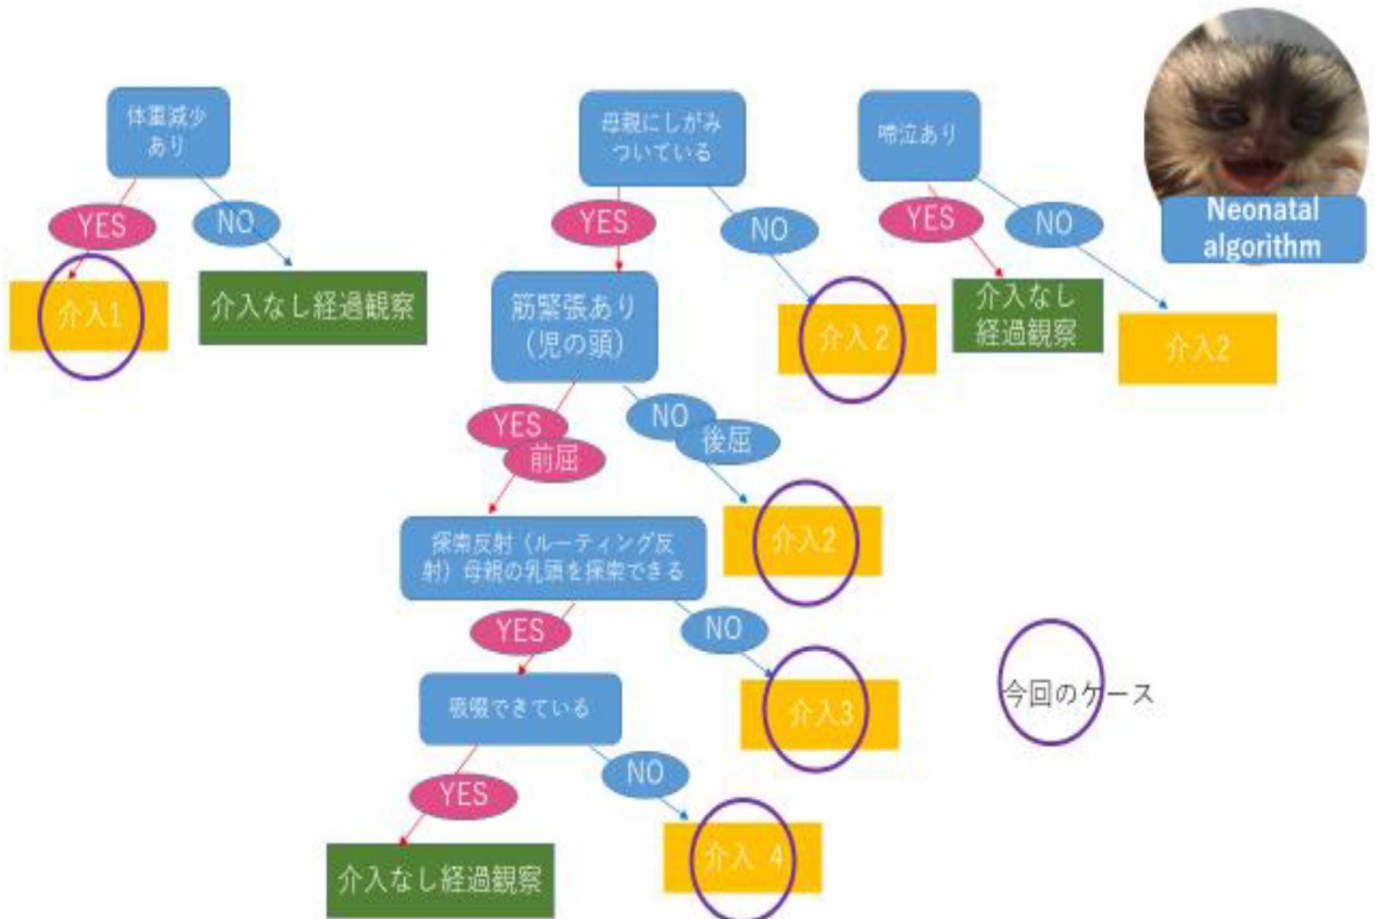 体重減少
あり
YES
NO
介入1
介入なし経過観察
母親にしがみ
ついている
YES
NO
介入２
筋緊張あり
（児の頭）
YES
前屈
NO
後屈
介入2
探索反射（ルーティング反
射）母親の乳頭を探索できる
YES
NO
介入3
吸啜できている
YES
NO
介入なし経過観察
介入 4
啼泣あり
YES
NO
介入なし
経過観察
介入2
Neonatal
algorithm
今回のケース